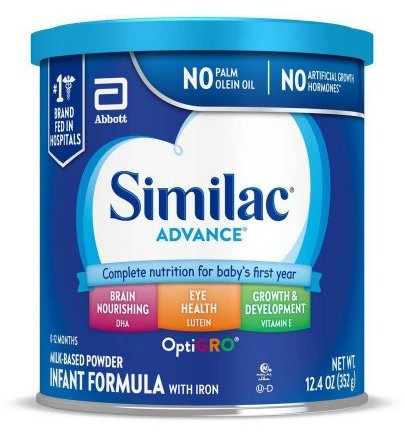 #1
BRAND
FED IN
HOSPITALS
Abbott
NO PALM OLEIN OIL
NO ARTIFICIAL GROWTH HORMONES*
Similac®
ADVANCE®
Complete nutrition for baby's first year
BRAIN
NOURISHING
DHA
EYE
HEALTH
LUTEIN
GROWTH &
DEVELOPMENT
VITAMIN E
OptiGRO®
0-12 MONTHS
MILK-BASED POWDER
INFANT FORMULA WITH IRON
U-D
NET WT.
12.4 OZ (352g)